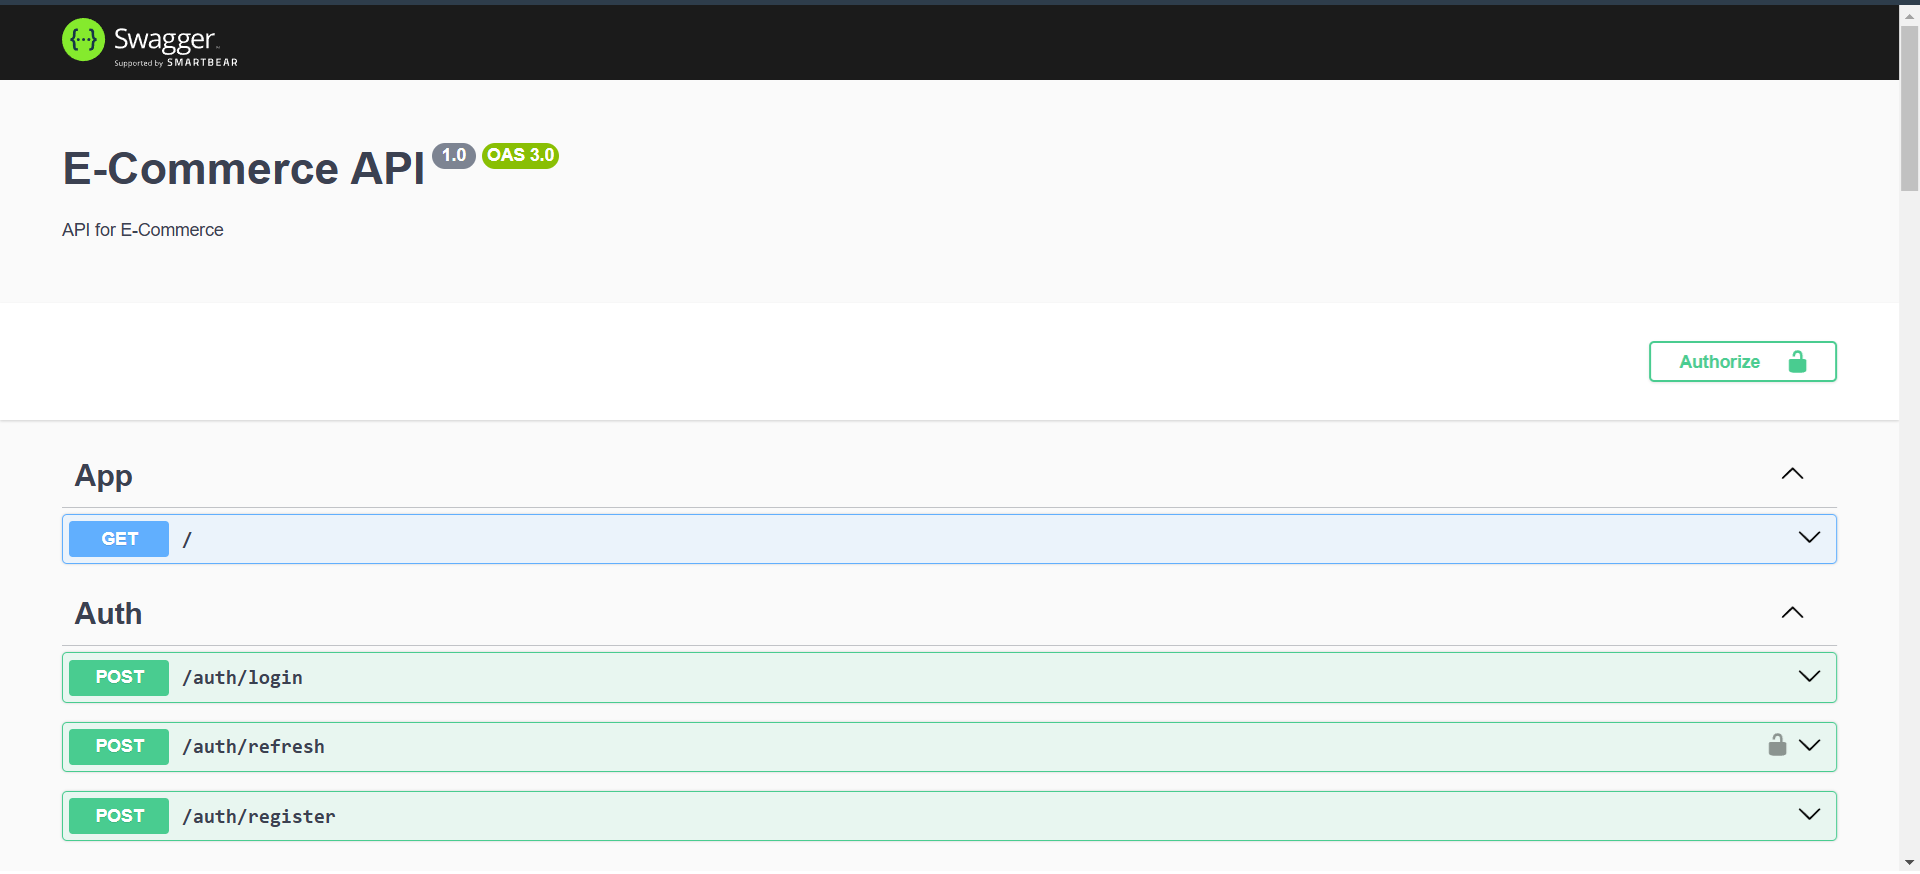 {···} Swagger
Supported by SMARTBEAR
E-Commerce API 1.0 OAS 3.0
API for E-Commerce
Authorize
App
GET /
Auth
POST /auth/login
POST /auth/refresh
POST /auth/register